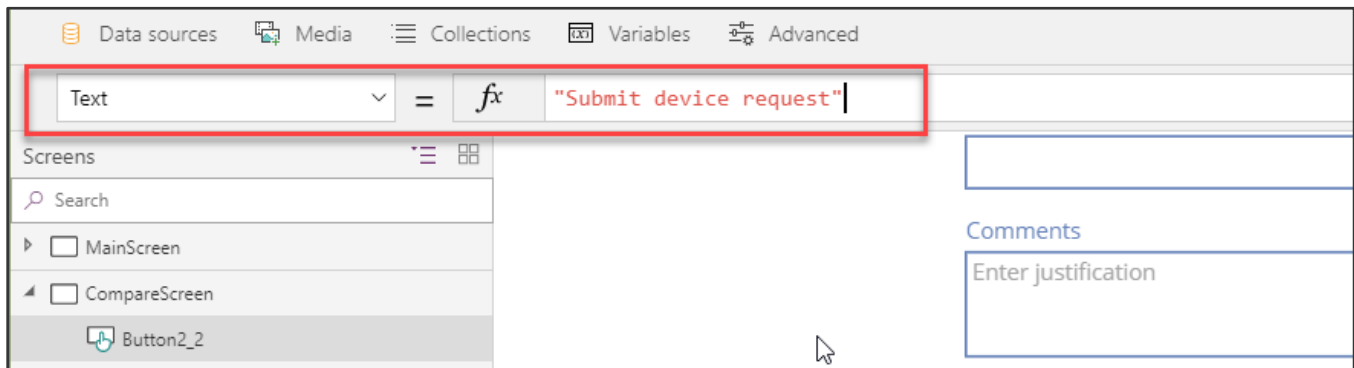 Data sources Media Collections Variables Advanced
Text = fx "Submit device request"
Screens
Search
Comments
MainScreen
Enter justification
CompareScreen
Button2_2